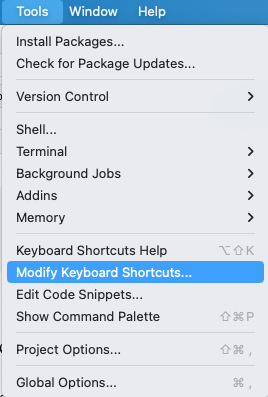 Tools Window Help
Install Packages...
Check for Package Updates...
Version Control
Shell...
Terminal
Background Jobs
Addins
Memory
Keyboard Shortcuts Help ⌥⇧K
Modify Keyboard Shortcuts...
Edit Code Snippets...
Show Command Palette ⇧⌘P
Project Options... ⇧⌘,
Global Options... ⌘,